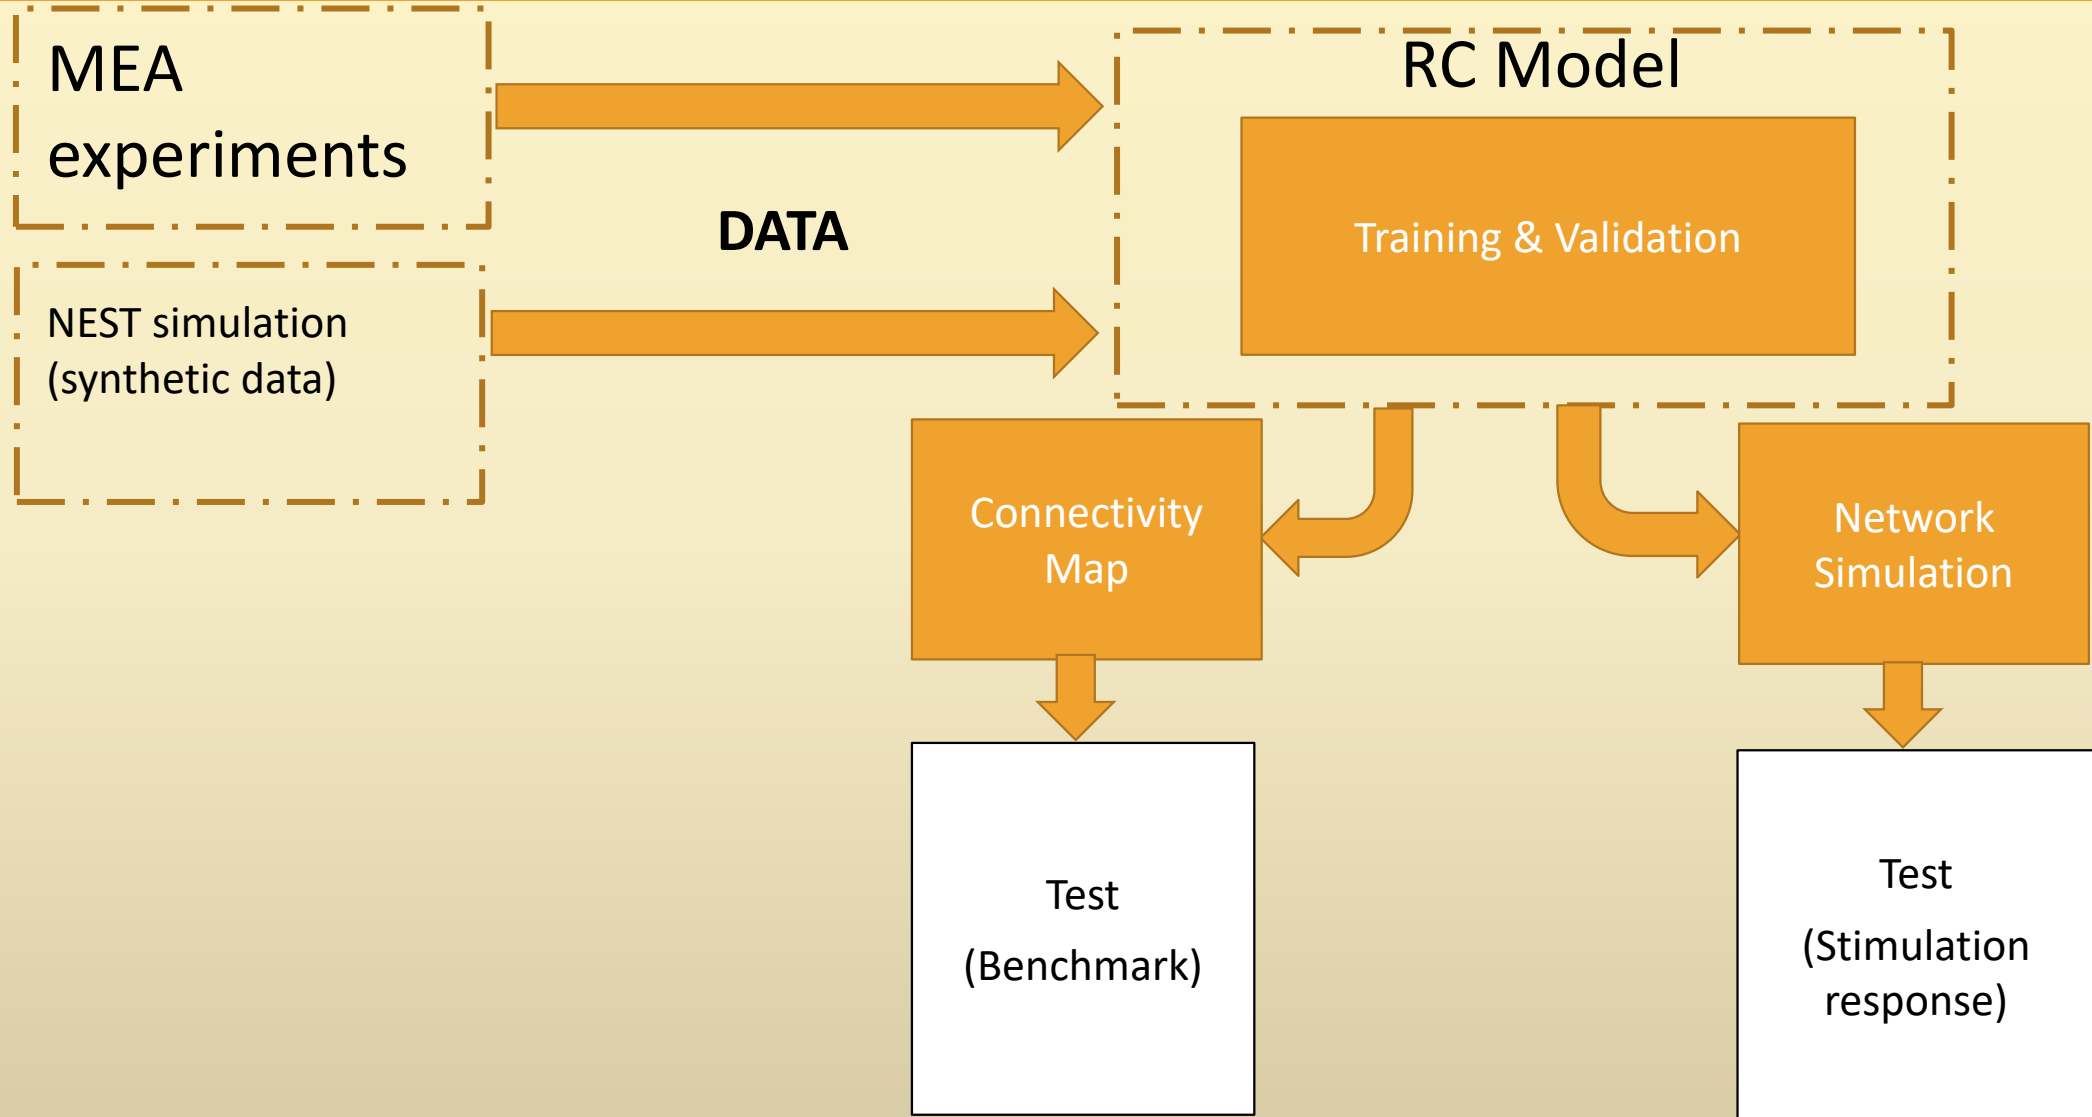 MEA
experiments
RC Model
DATA
Training & Validation
NEST simulation
(synthetic data)
Connectivity
Map
Network
Simulation
Test
(Benchmark)
Test
(Stimulation
response)